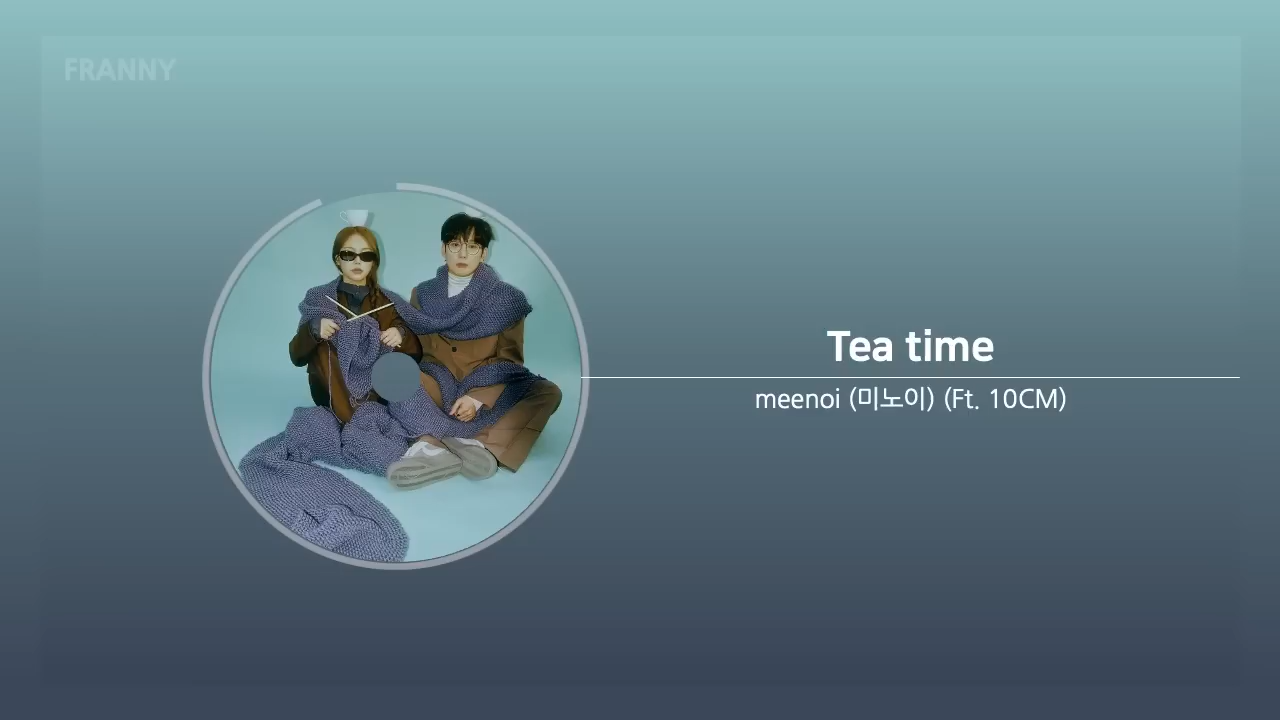 FRANNY
Tea time
meenoi (미노이) (Ft. 10CM)